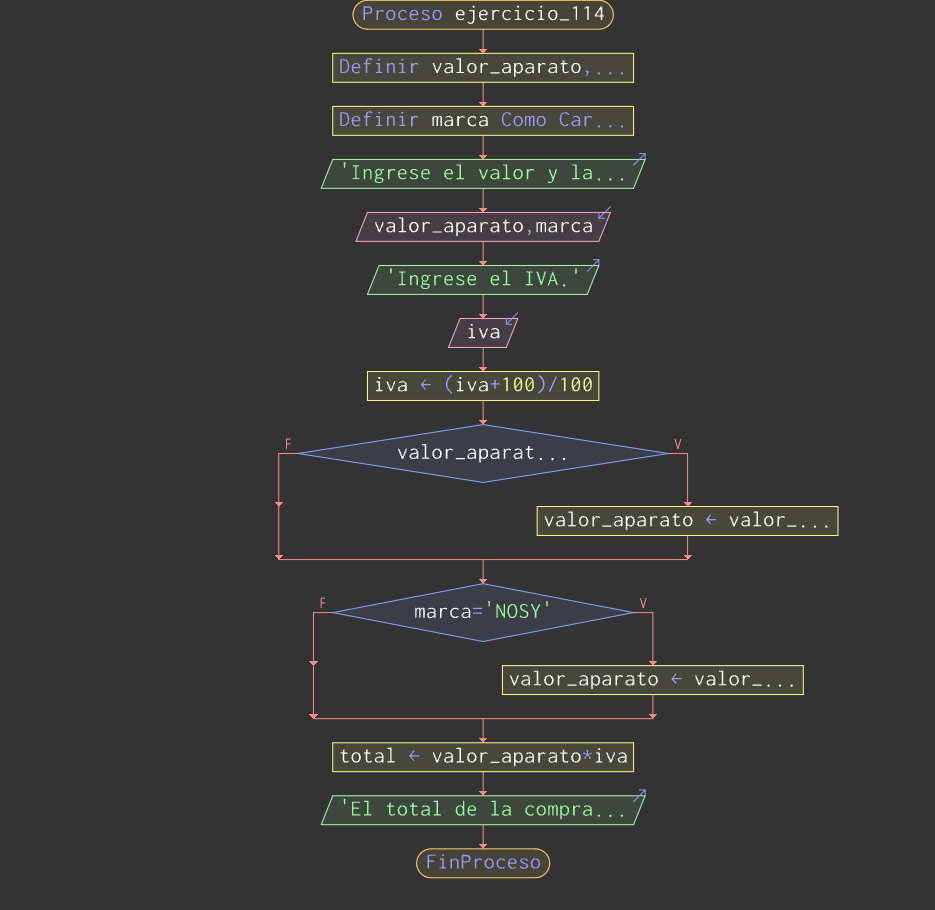 Proceso ejercicio_114
Definir valor_aparato,...
Definir marca Como Car...
'Ingrese el valor y la...
valor_aparato,marca
'Ingrese el IVA.'
iva
iva ← (iva+100)/100
F
valor_aparat...
V
valor_aparato ← valor_...
F
marca='NOSY'
V
valor_aparato ← valor_...
total ← valor_aparato*iva
'El total de la compra...
FinProceso